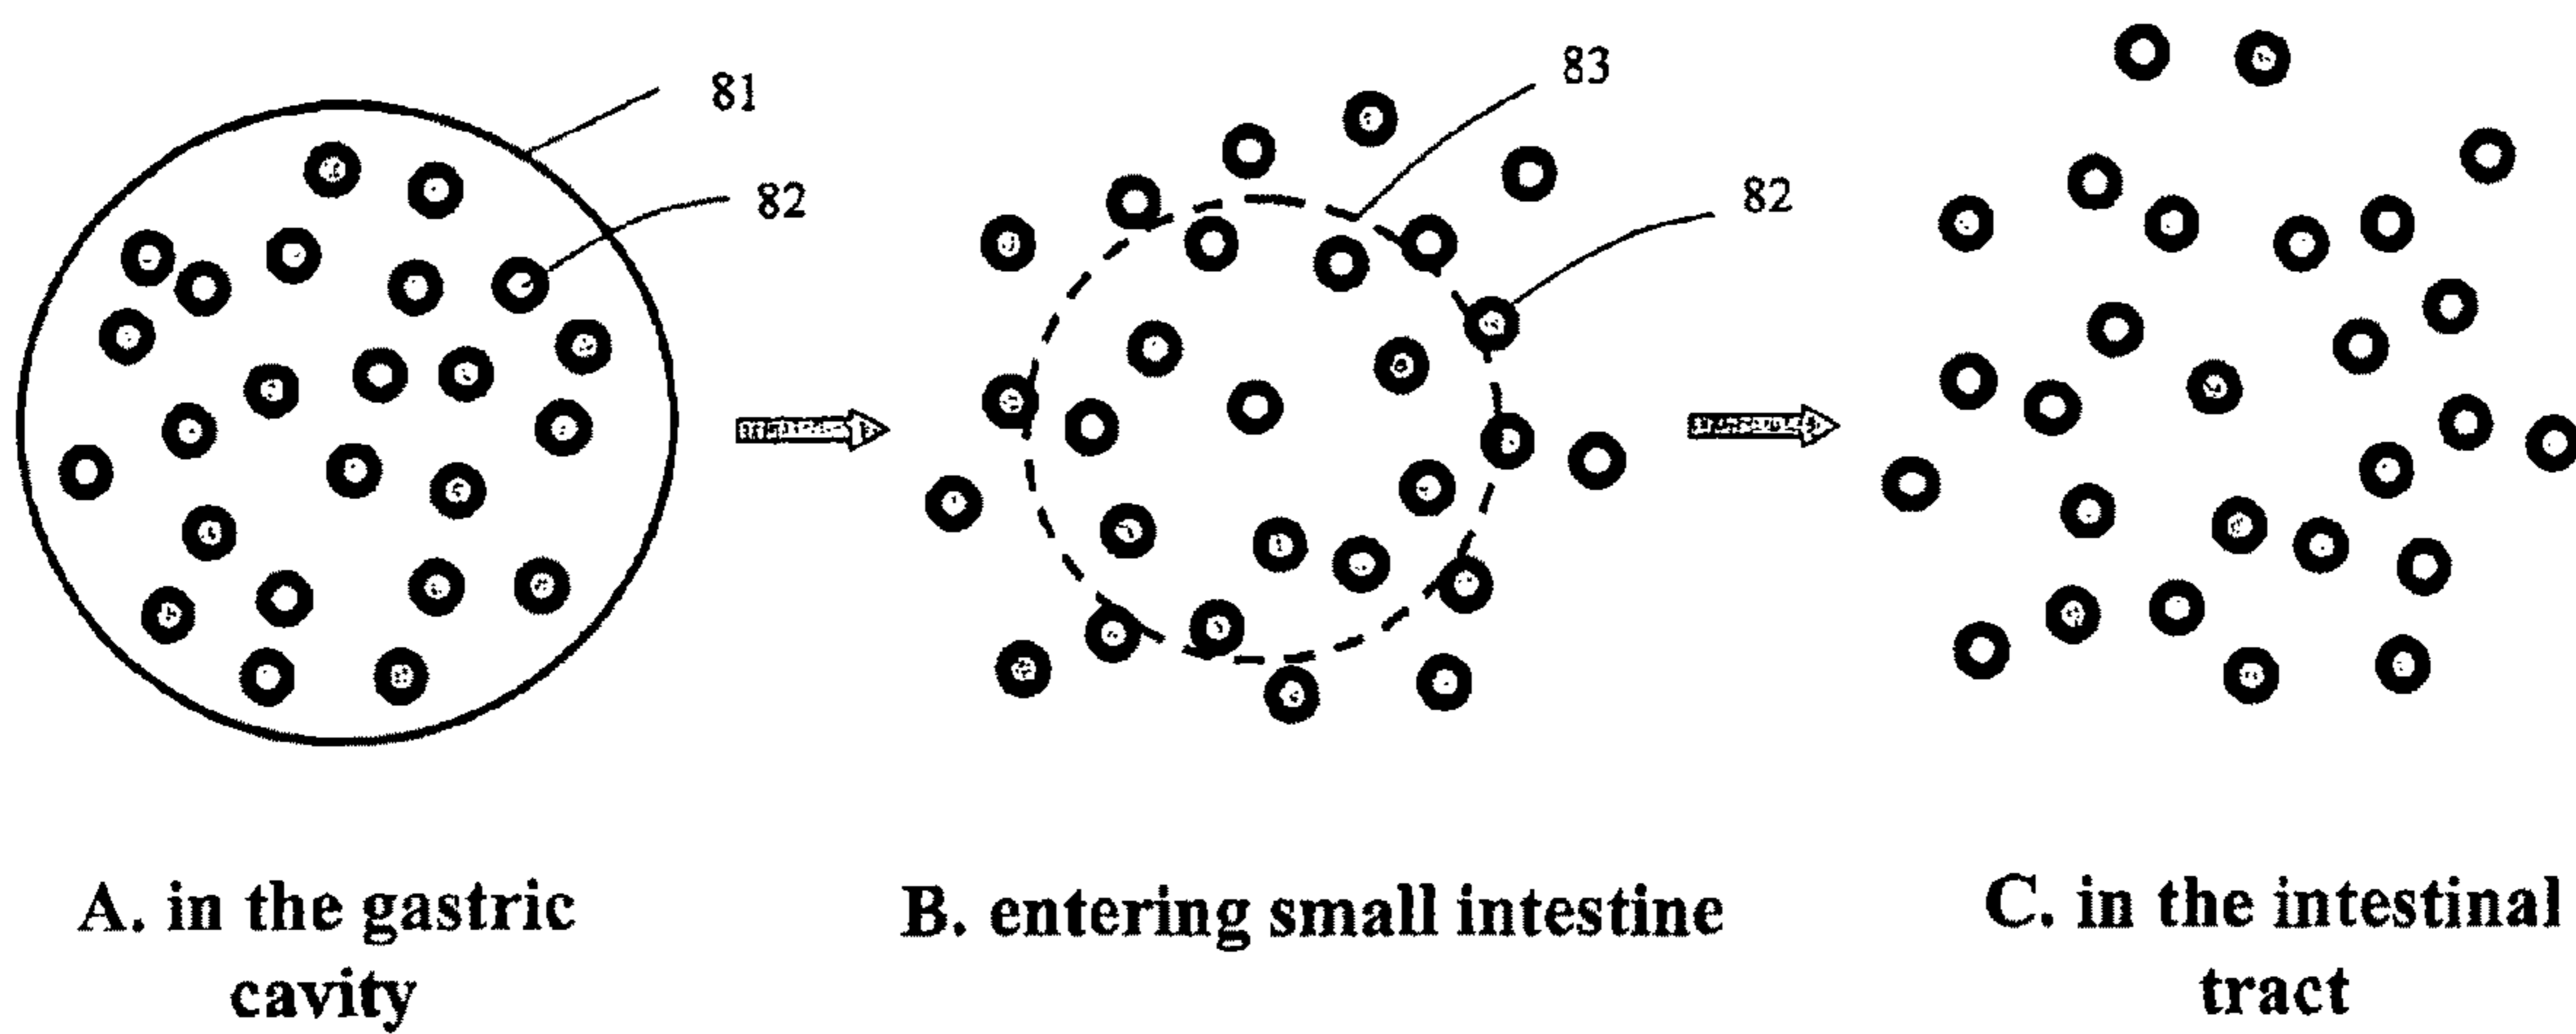 81
82
83
82
A. in the gastric
cavity
B. entering small intestine
C. in the intestinal
tract